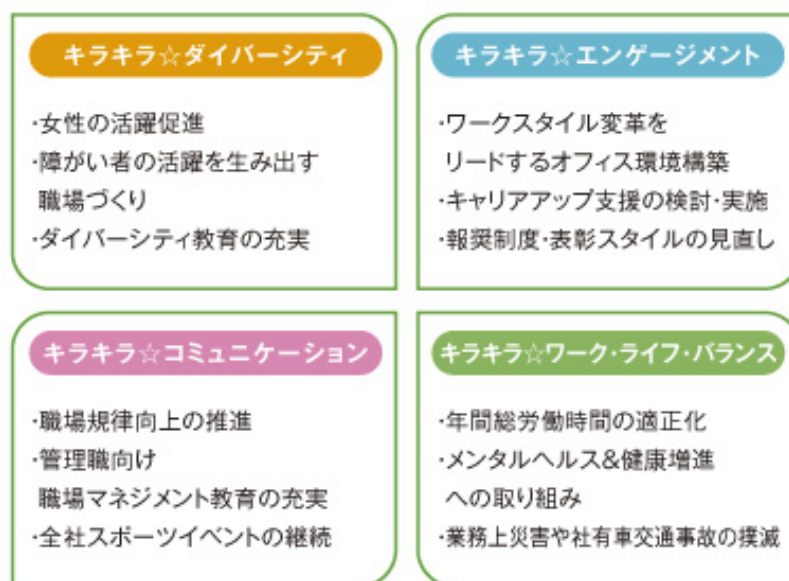 キラキラ☆ダイバーシティ
・女性の活躍促進
・障がい者の活躍を生み出す
職場づくり
・ダイバーシティ教育の充実
キラキラ☆エンゲージメント
・ワークスタイル変革を
リードするオフィス環境構築
・キャリアアップ支援の検討・実施
・報奨制度・表彰スタイルの見直し
キラキラ☆コミュニケーション
・職場規律向上の推進
・管理職向け
職場マネジメント教育の充実
・全社スポーツイベントの継続
キラキラ☆ワーク・ライフ・バランス
・年間総労働時間の適正化
・メンタルヘルス&健康増進
への取り組み
・業務上災害や社有車交通事故の撲滅